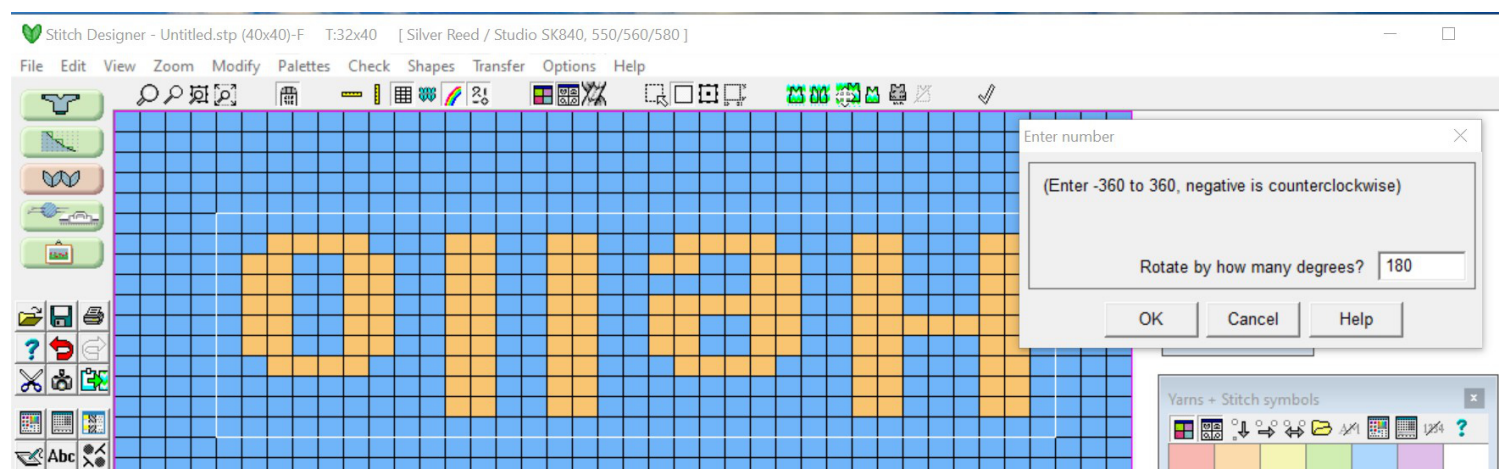 Stitch Designer - Untitled.stp (40x40)-F T:32x40 [ Silver Reed / Studio SK840, 550/560/580 ]
File Edit View Zoom Modify Palettes Check Shapes Transfer Options Help
Enter number
(Enter -360 to 360, negative is counterclockwise)
Rotate by how many degrees? 180
OK Cancel Help
Yarns + Stitch symbols
Abc